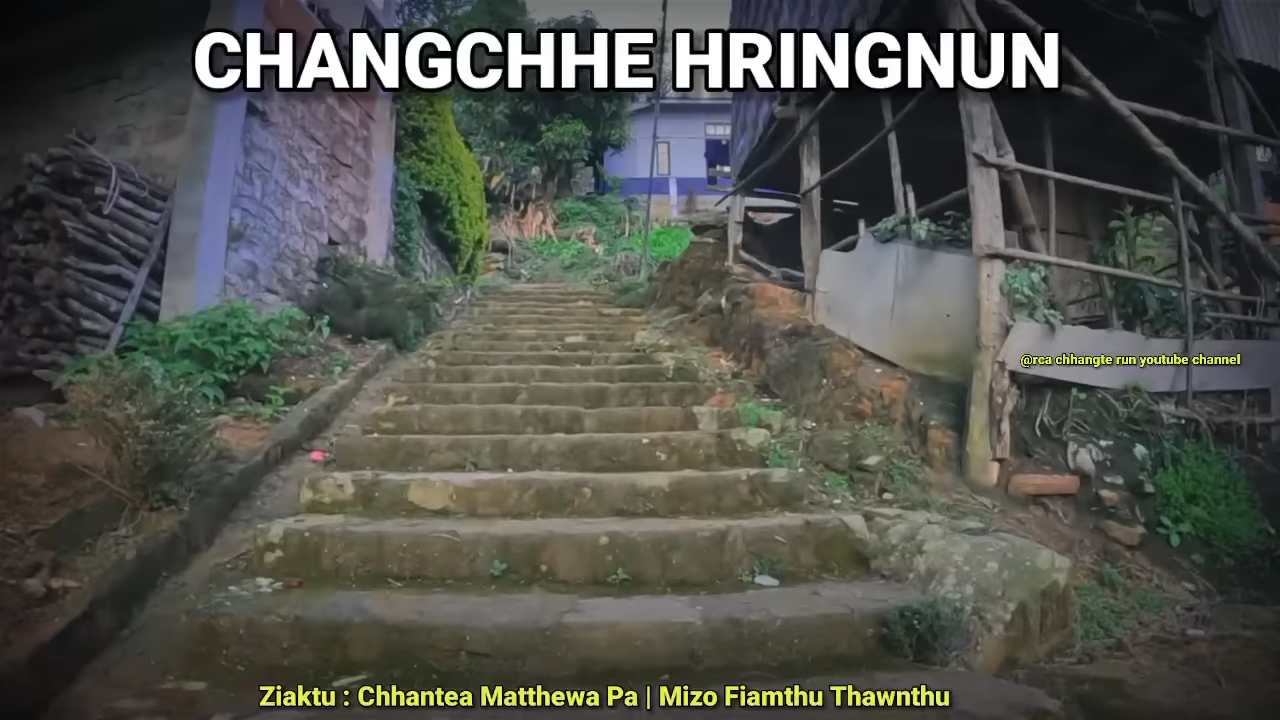 CHANGCHHE HRINGNUN
@rca chhangte run youtube channel
Ziaktu : Chhantea Matthewa Pa | Mizo Fiamthu Thawnthu